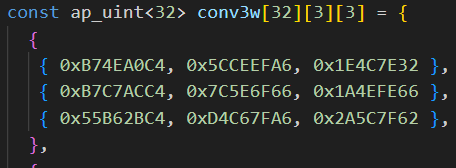 const ap_uint<32> conv3w[32][3][3] = {
{
{ 0xB74EA0C4, 0x5CCEEFA6, 0x1E4C7E32 },
{ 0xB7C7ACC4, 0x7C5E6F66, 0x1A4EFE66 },
{ 0x55B62BC4, 0xD4C67FA6, 0x2A5C7F62 },
},
{